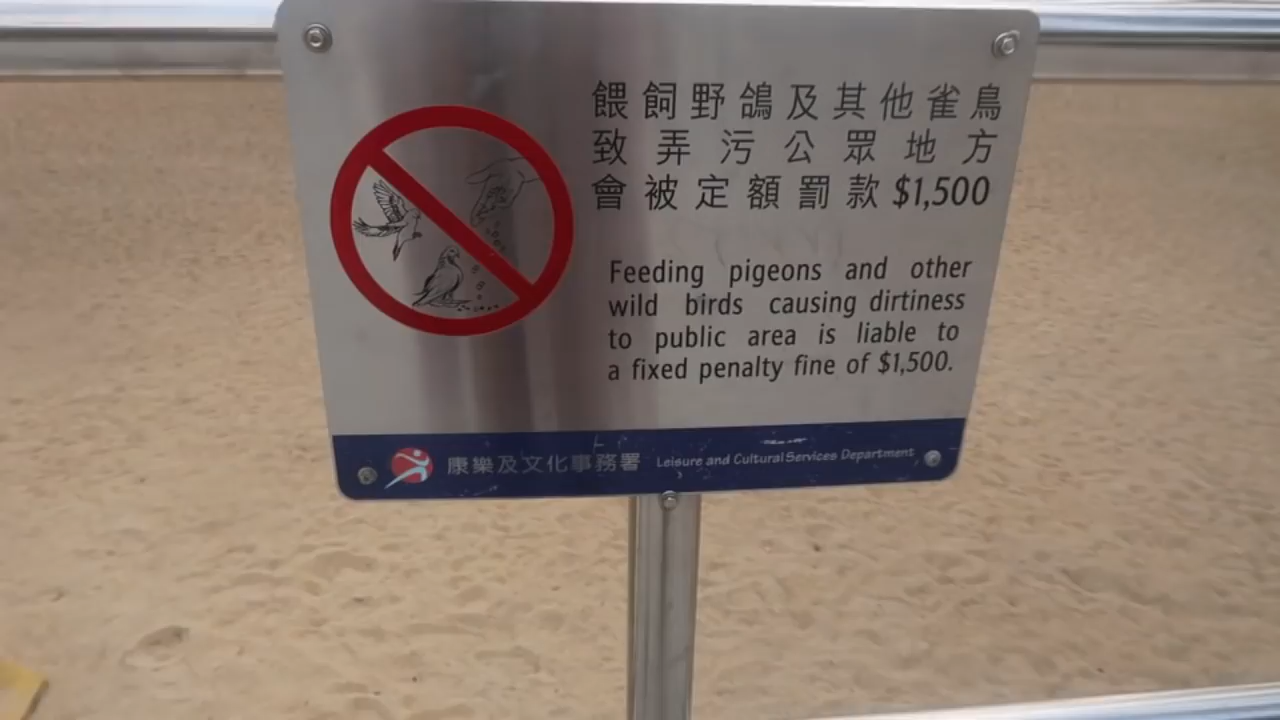 餵飼野鴿及其他雀鳥
致弄污公眾地方
會被定額罰款$1,500
Feeding pigeons and other
wild birds causing dirtiness
to public area is liable to
a fixed penalty fine of $1,500.
康樂及文化事務署 Leisure and Cultural Services Department